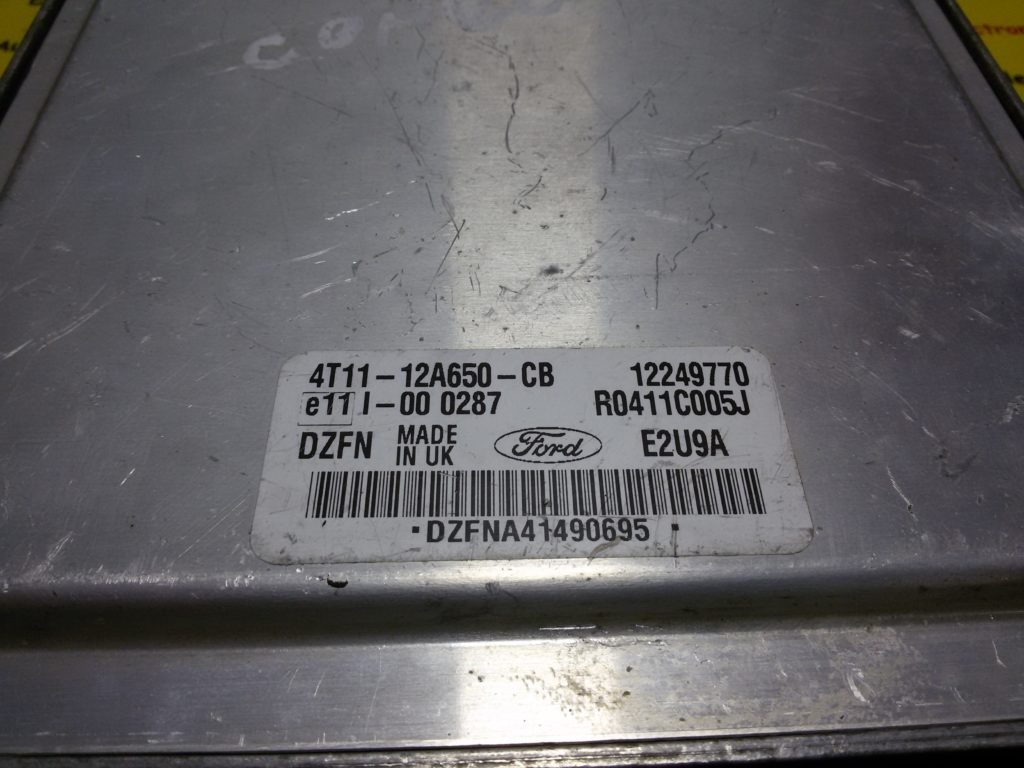 4T11-12A650-CB 12249770
e11 I-00 0287 R0411C005J
DZFN MADE IN UK Ford E2U9A
DZFNA41490695